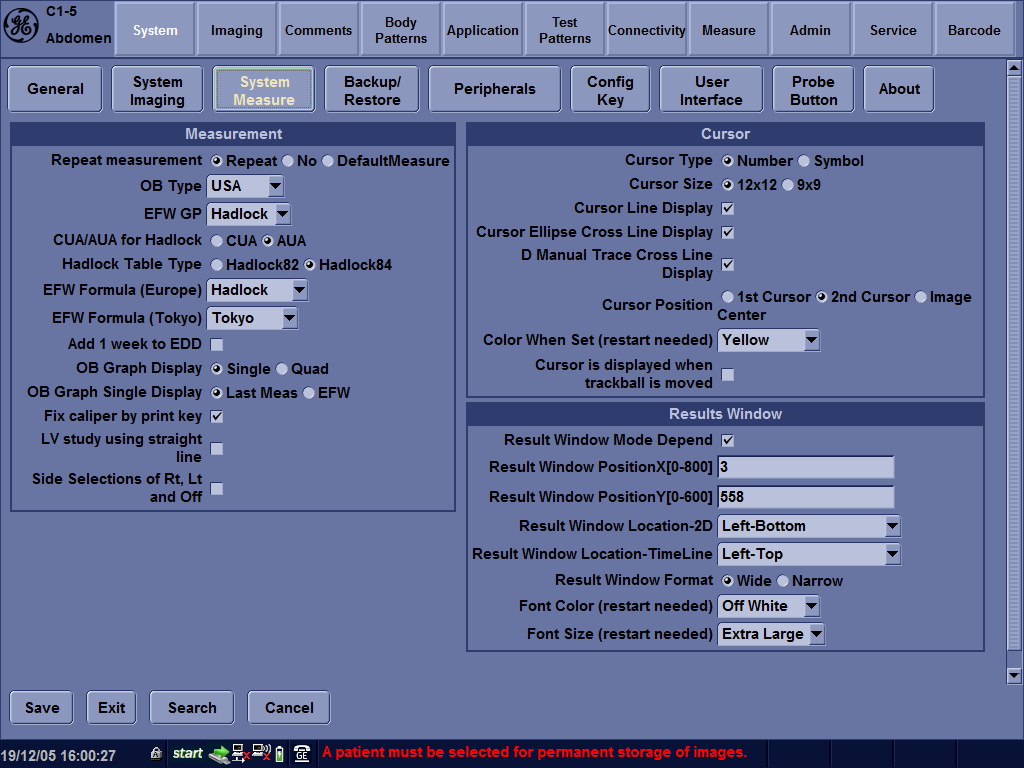 C1-5
Abdomen
System
Imaging
Comments
Body
Patterns
Application
Test
Patterns
Connectivity
Measure
Admin
Service
Barcode
General
System
Imaging
System
Measure
Backup/
Restore
Peripherals
Config
Key
User
Interface
Probe
Button
About
Measurement
Repeat measurement Repeat No DefaultMeasure
OB Type USA
EFW GP Hadlock
CUA/AUA for Hadlock CUA AUA
Hadlock Table Type Hadlock82 Hadlock84
EFW Formula (Europe) Hadlock
EFW Formula (Tokyo) Tokyo
Add 1 week to EDD
OB Graph Display Single Quad
OB Graph Single Display Last Meas EFW
Fix caliper by print key
LV study using straight
line
Side Selections of Rt, Lt
and Off
Cursor
Cursor Type Number Symbol
Cursor Size 12x12 9x9
Cursor Line Display
Cursor Ellipse Cross Line Display
D Manual Trace Cross Line
Display
Cursor Position 1st Cursor 2nd Cursor Image
Center
Color When Set (restart needed) Yellow
Cursor is displayed when
trackball is moved
Results Window
Result Window Mode Depend
Result Window PositionX[0-800] 3
Result Window PositionY[0-600] 558
Result Window Location-2D Left-Bottom
Result Window Location-TimeLine Left-Top
Result Window Format Wide Narrow
Font Color (restart needed) Off White
Font Size (restart needed) Extra Large
Save
Exit
Search
Cancel
19/12/05 16:00:27
start
GE
A patient must be selected for permanent storage of images.